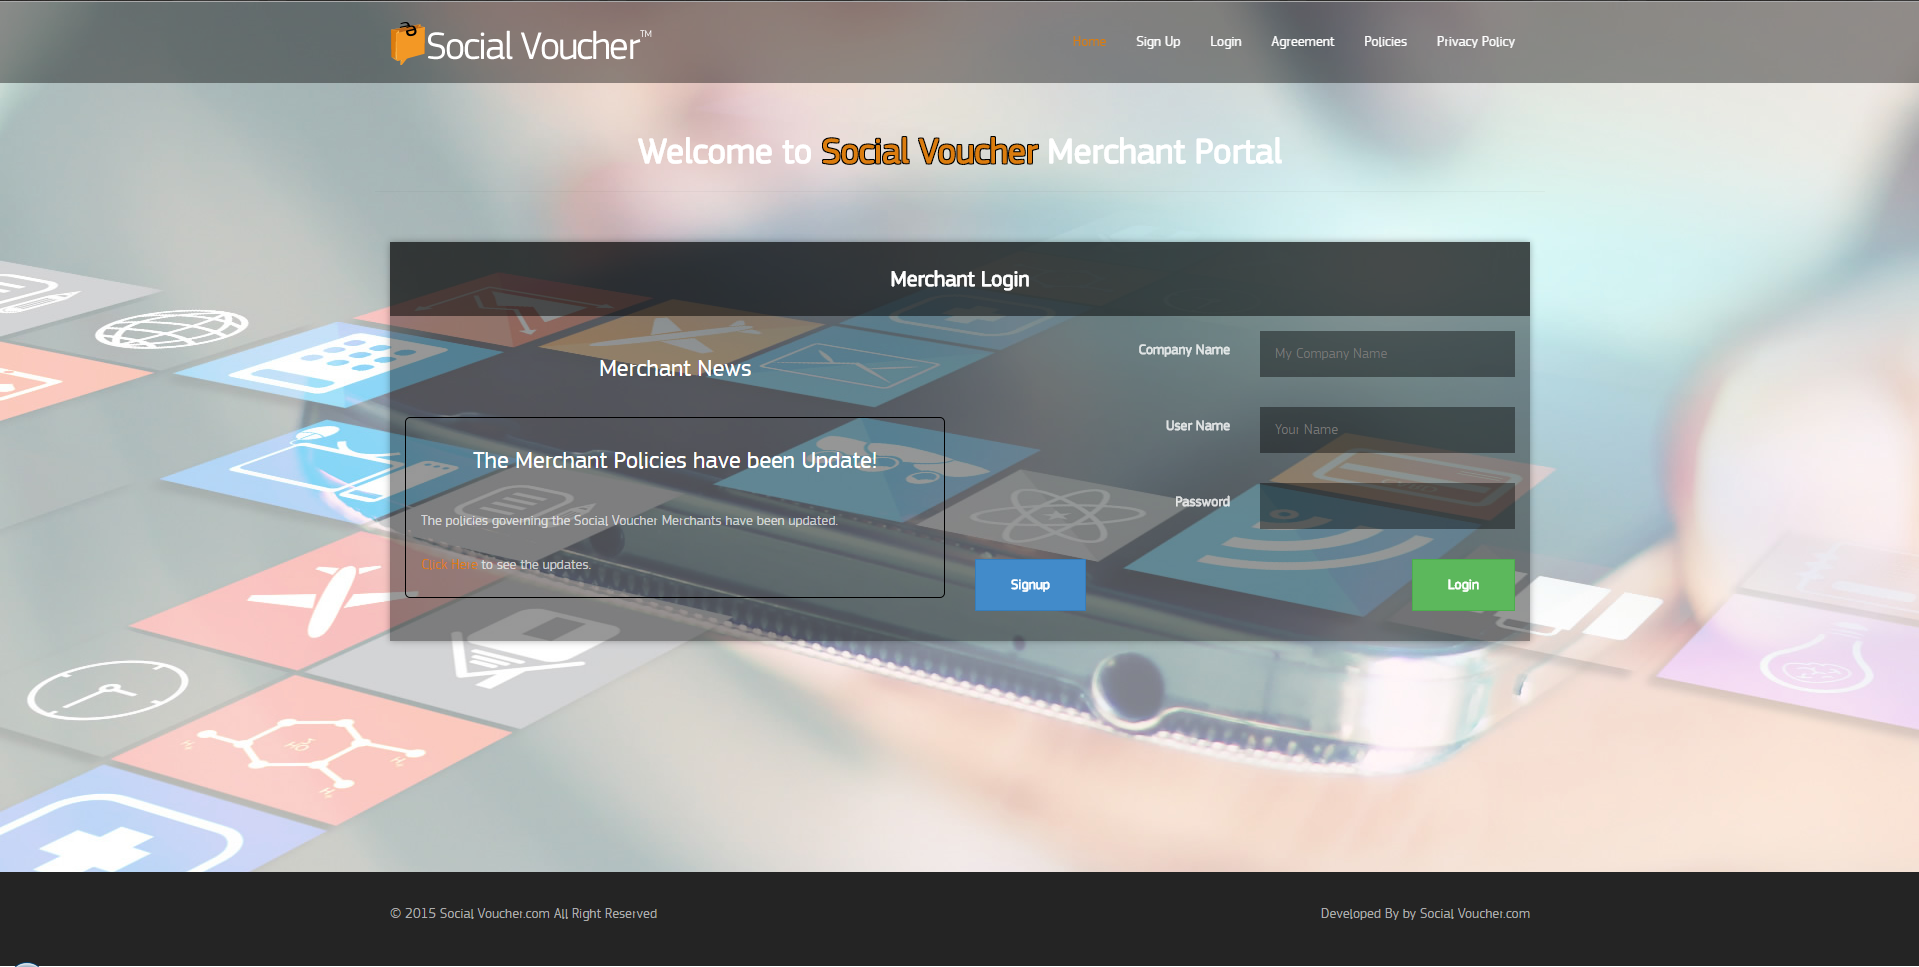 Social Voucher™
Home Sign Up Login Agreement Policies Privacy Policy
Welcome to Social Voucher Merchant Portal
Merchant Login
Merchant News
The Merchant Policies have been Update!
The policies governing the Social Voucher Merchants have been updated.
Click Here to see the updates.
Company Name
My Company Name
User Name
Your Name
Password
Signup
Login
© 2015 Social Voucher.com All Right Reserved
Developed By by Social Voucher.com